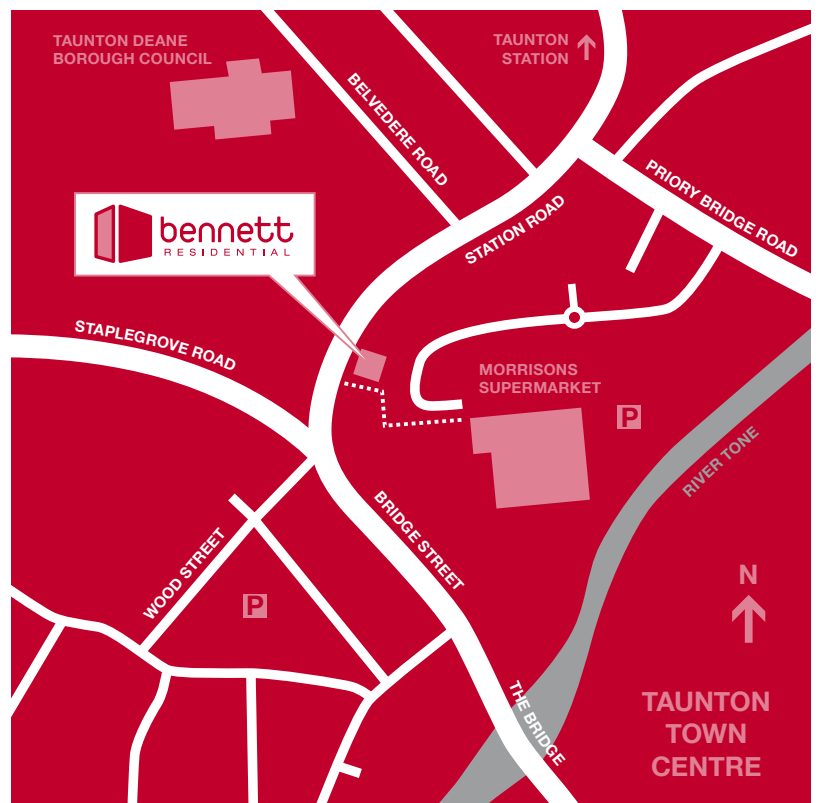 TAUNTON DEANE
BOROUGH COUNCIL
TAUNTON
STATION
BELVEDERE ROAD
PRIORY BRIDGE ROAD
STATION ROAD
bennett
RESIDENTIAL
STAPLEGROVE ROAD
MORRISONS
SUPERMARKET
P
RIVER TONE
BRIDGE STREET
WOOD STREET
P
N
THE BRIDGE
TAUNTON
TOWN
CENTRE